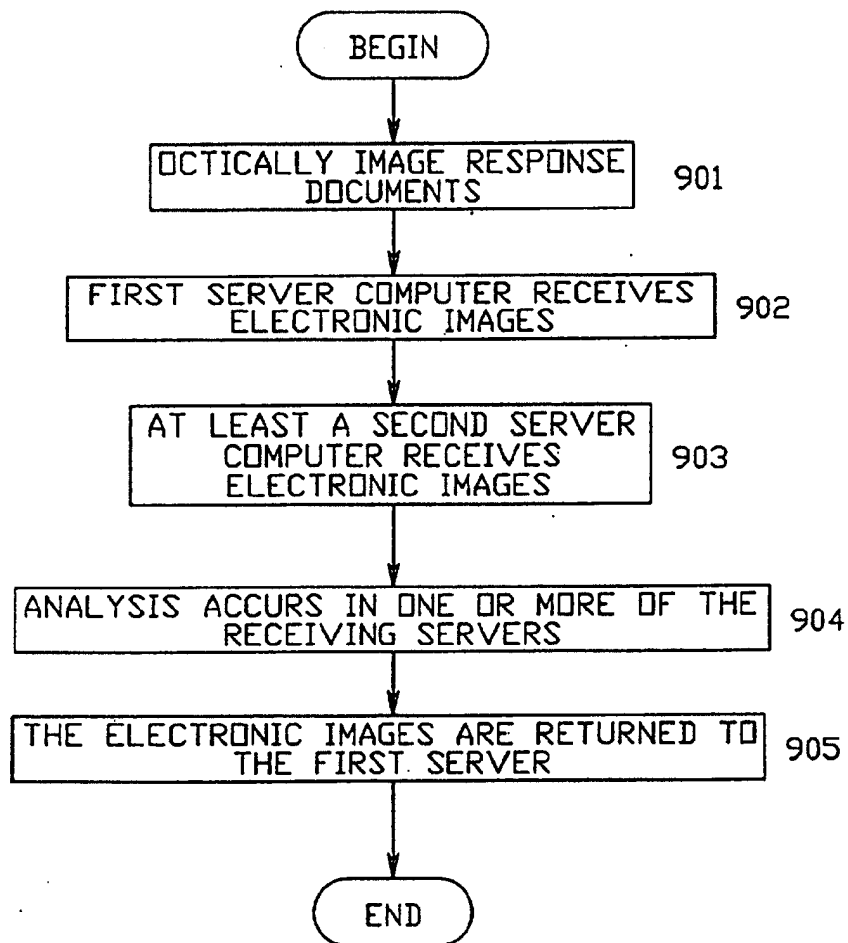 BEGIN
OCTICALLY IMAGE RESPONSE
DOCUMENTS
901
FIRST SERVER COMPUTER RECEIVES
ELECTRONIC IMAGES
902
AT LEAST A SECOND SERVER
COMPUTER RECEIVES
ELECTRONIC IMAGES
903
ANALYSIS ACCURS IN ONE OR MORE OF THE
RECEIVING SERVERS
904
THE ELECTRONIC IMAGES ARE RETURNED TO
THE FIRST SERVER
905
END